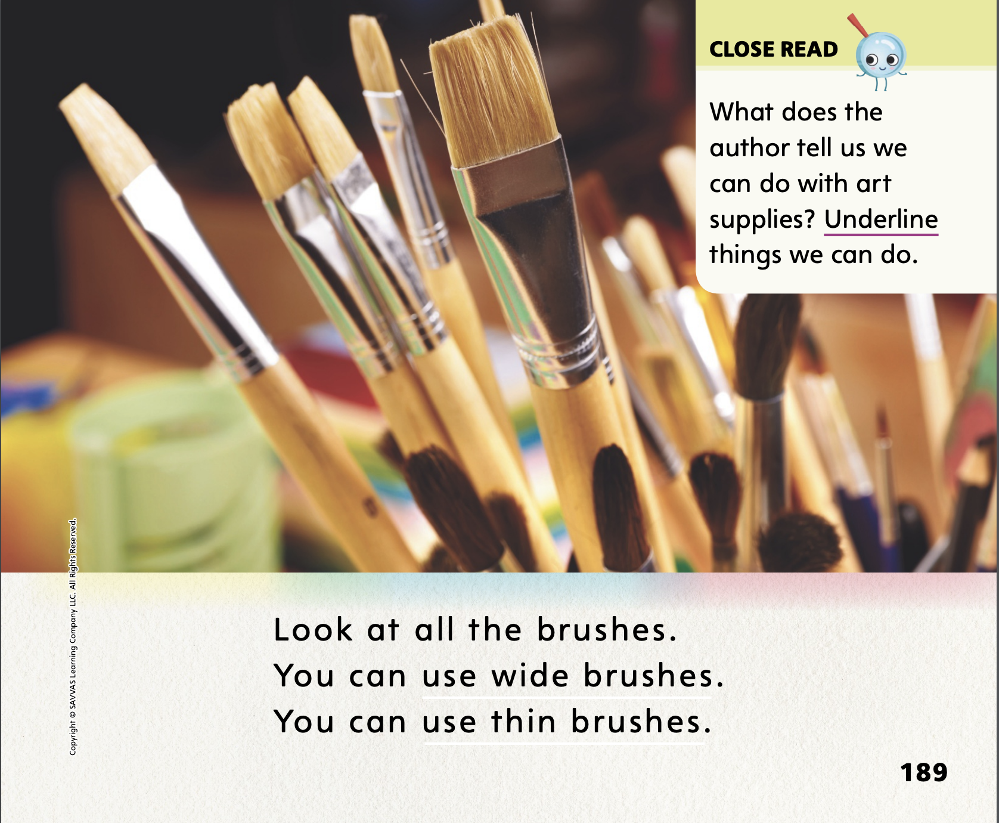 CLOSE READ
What does the
author tell us we
can do with art
supplies? Underline
things we can do.
Look at all the brushes.
You can use wide brushes.
You can use thin brushes.
Copyright © SAVVAS Learning Company LLC. All Rights Reserved.
189